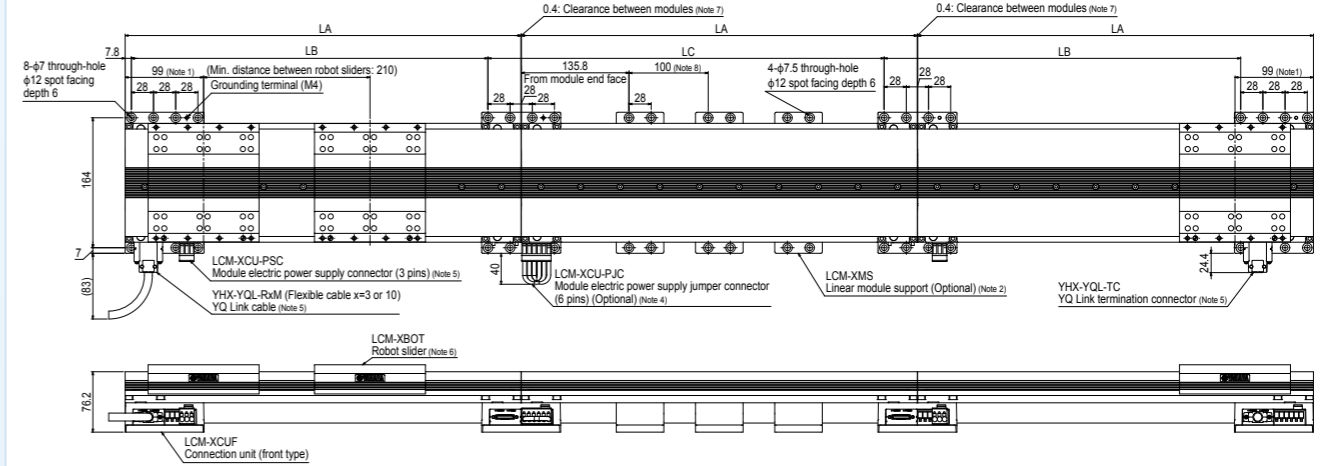 0.4: Clearance between modules (Note 7)
0.4: Clearance between modules (Note 7)
LA
LA
LA
7.8
LB
LC
LB
8-φ7 through-hole
φ12 spot facing
depth 6
99 (Note 1)
(Min. distance between robot sliders: 210)
28
28
28
Grounding terminal (M4)
135.8
From module end face
100 (Note 8)
28
28
28
28
4-φ7.5 through-hole
φ12 spot facing depth 6
28
28
28
99 (Note1)
28
28
28
164
7
(83)
LCM-XCU-PSC
Module electric power supply connector (3 pins) (Note 5)
YHX-YQL-RxM (Flexible cable x=3 or 10)
YQ Link cable (Note 5)
40
LCM-XCU-PJC
Module electric power supply jumper connector
(6 pins) (Optional) (Note 4)
LCM-XMS
Linear module support (Optional) (Note 2)
24.4
YHX-YQL-TC
YQ Link termination connector (Note 5)
LCM-XBOT
Robot slider (Note 6)
YAMAHA
YAMAHA
YAMAHA
76.2
LCM-XCUF
Connection unit (front type)